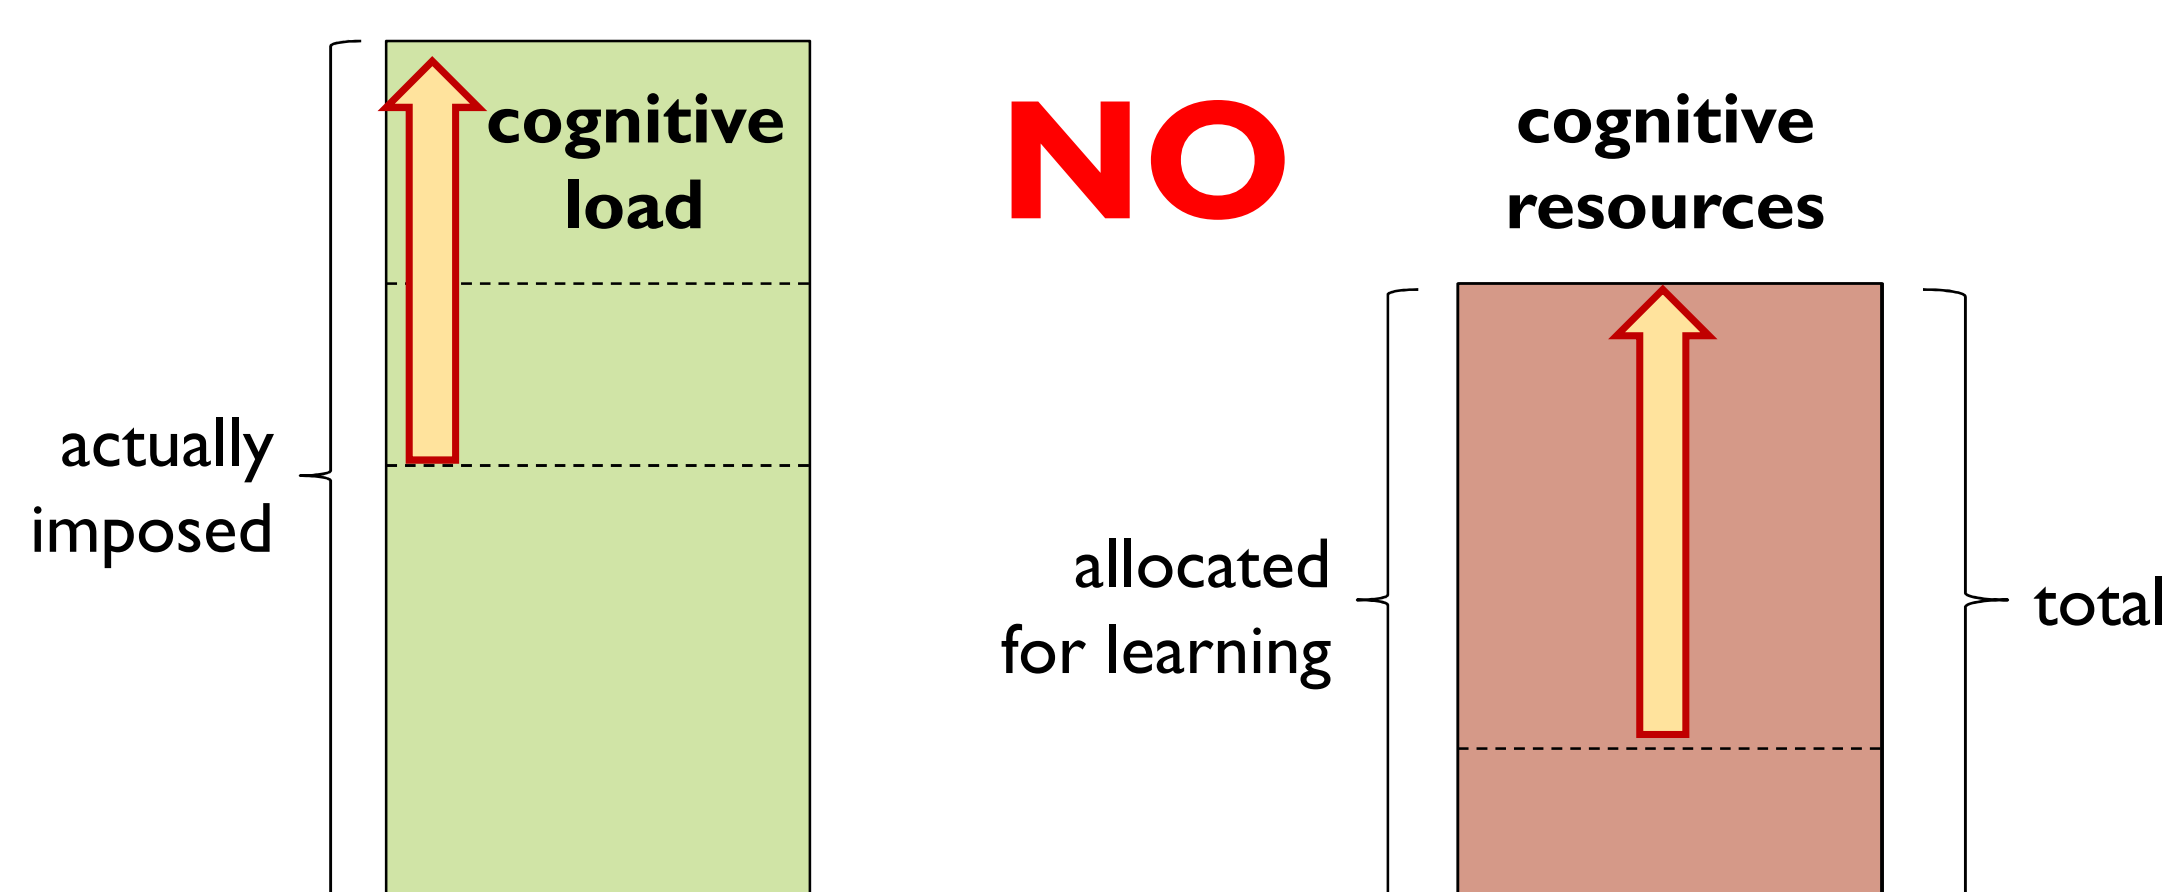 cognitive
load
NO
cognitive
resources
actually
imposed
allocated
for learning
total